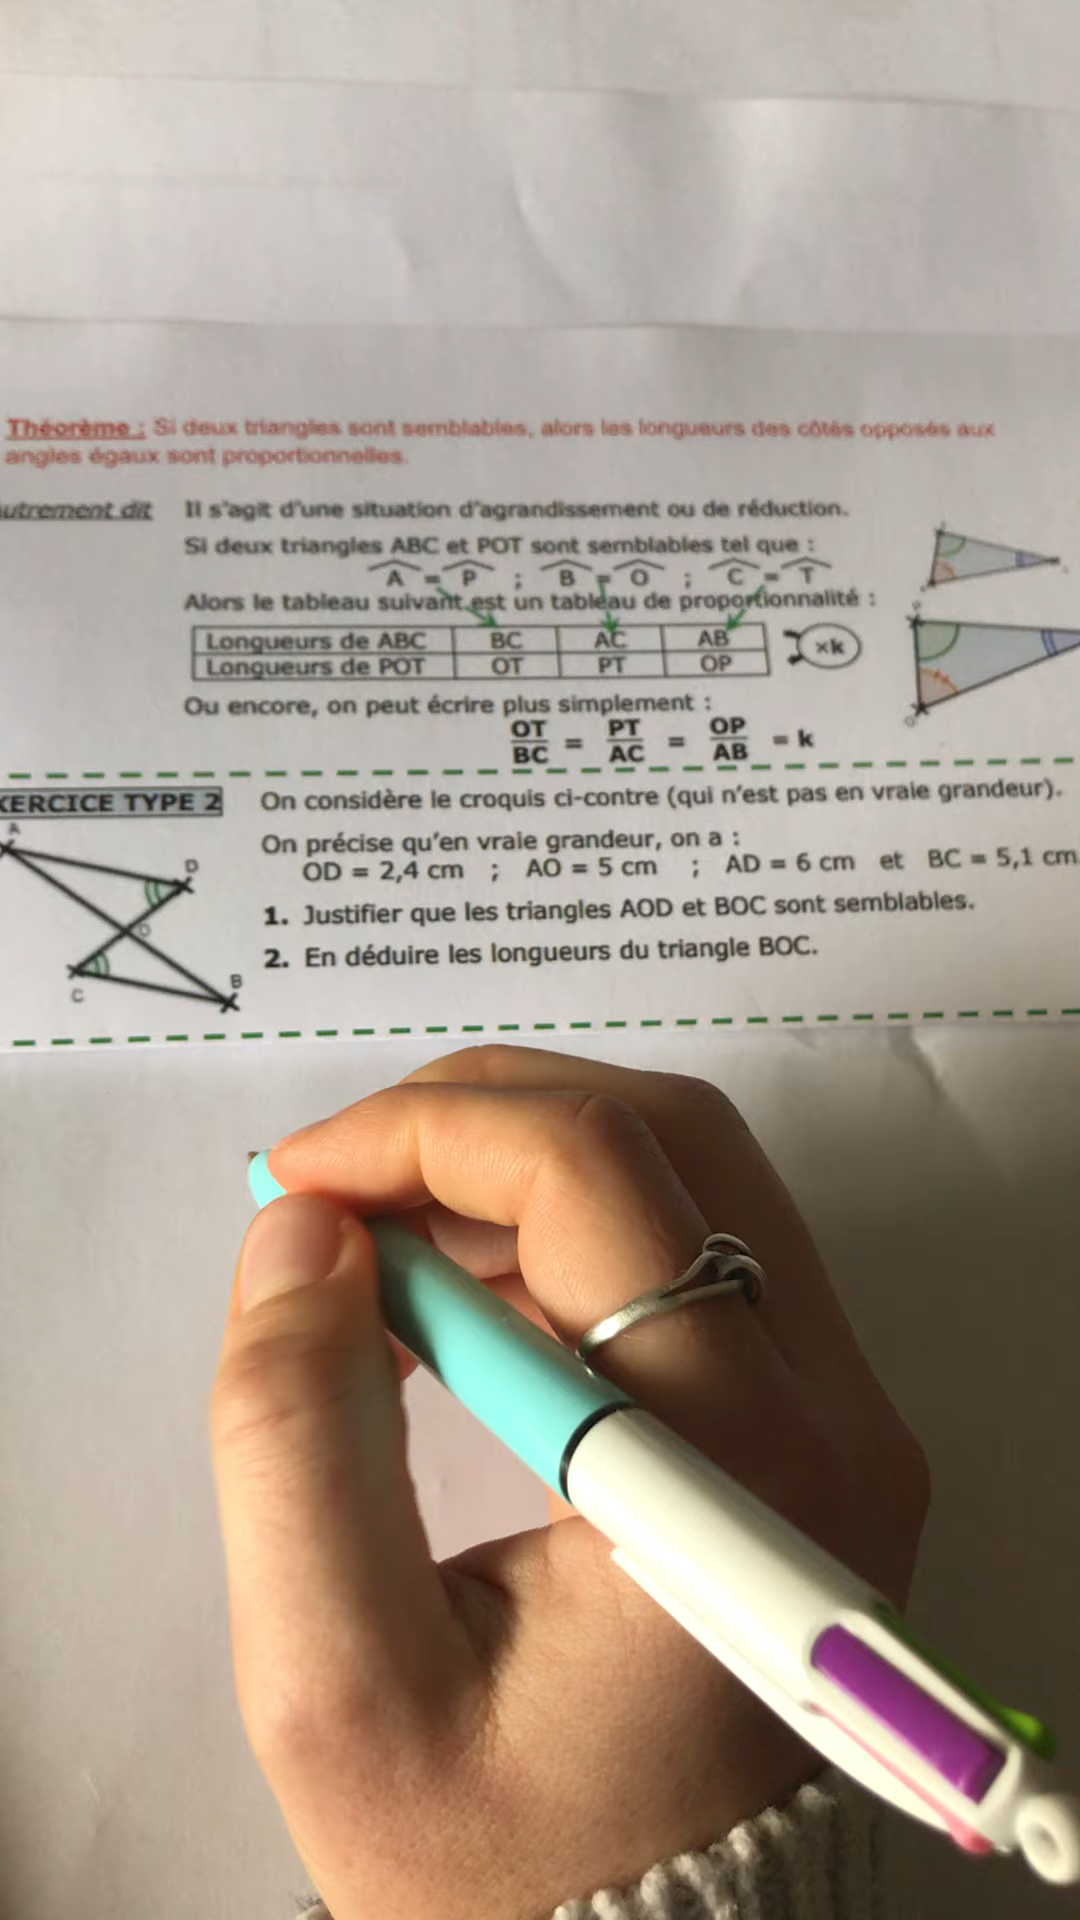 Théorème : Si deux triangles sont semblables, alors les longueurs des côtés opposés aux
angles égaux sont proportionnelles.
utrement dit Il s'agit d'une situation d'agrandissement ou de réduction.
Si deux triangles ABC et POT sont semblables tel que :
A = P ; B = O ; C = T
Alors le tableau suivant est un tableau de proportionnalité :
Longueurs de ABC BC AC AB
Longueurs de POT OT PT OP
×k
Ou encore, on peut écrire plus simplement :
OT/BC = PT/AC = OP/AB = k
XERCICE TYPE 2 On considère le croquis ci-contre (qui n'est pas en vraie grandeur).
On précise qu'en vraie grandeur, on a :
OD = 2,4 cm ; AO = 5 cm ; AD = 6 cm et BC = 5,1 cm
1. Justifier que les triangles AOD et BOC sont semblables.
2. En déduire les longueurs du triangle BOC.
A
D
O
B
C